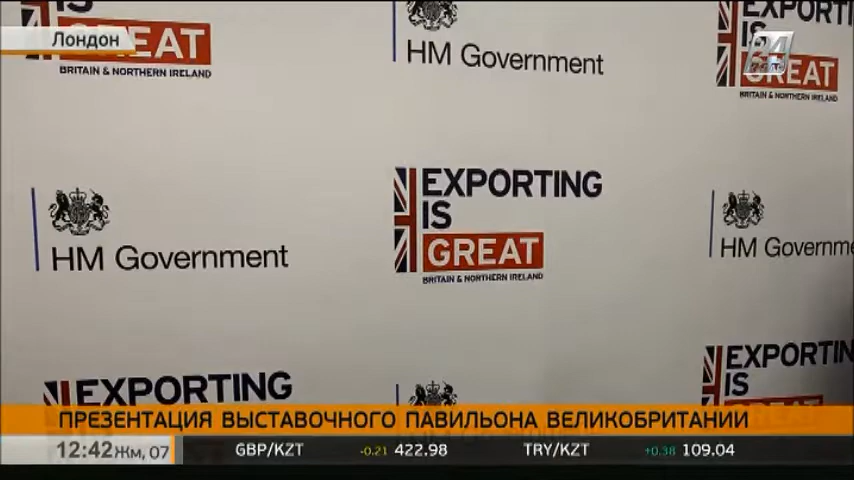 Лондон
GREAT
BRITAIN & NORTHERN IRELAND
HM Government
EXPORTING
IS
GREAT
BRITAIN & NORTHERN IRELAND
24
HM Government
EXPORTING
IS
GREAT
BRITAIN & NORTHERN IRELAND
HM Governme
EXPORTING
EXPORTIN
IS
ПРЕЗЕНТАЦИЯ ВЫСТАВОЧНОГО ПАВИЛЬОНА ВЕЛИКОБРИТАНИИ
12:42 Жм, 07 GBP/KZT -0.21 422.98 TRY/KZT +0.38 109.04